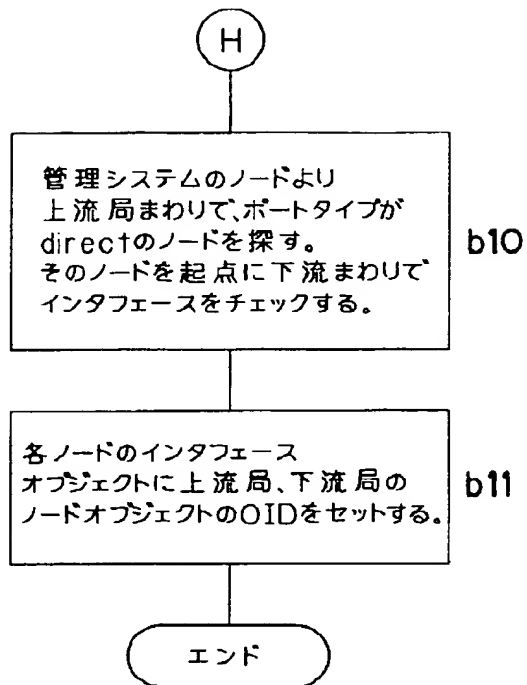 H
管理システムのノードより
上流局まわりで、ポートタイプが
directのノードを探す。
そのノードを起点に下流まわりで
インタフェースをチェックする。
b10
各ノードのインタフェース
オブジェクトに上流局、下流局の
ノードオブジェクトのOIDをセットする。
b11
エンド